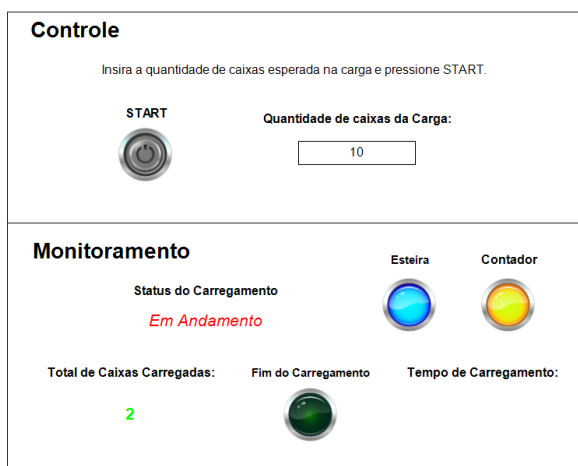 Controle
Insira a quantidade de caixas esperada na carga e pressione START.
START
Quantidade de caixas da Carga:
10
Monitoramento
Esteira
Contador
Status do Carregamento
Em Andamento
Total de Caixas Carregadas:
Fim do Carregamento
Tempo de Carregamento:
2